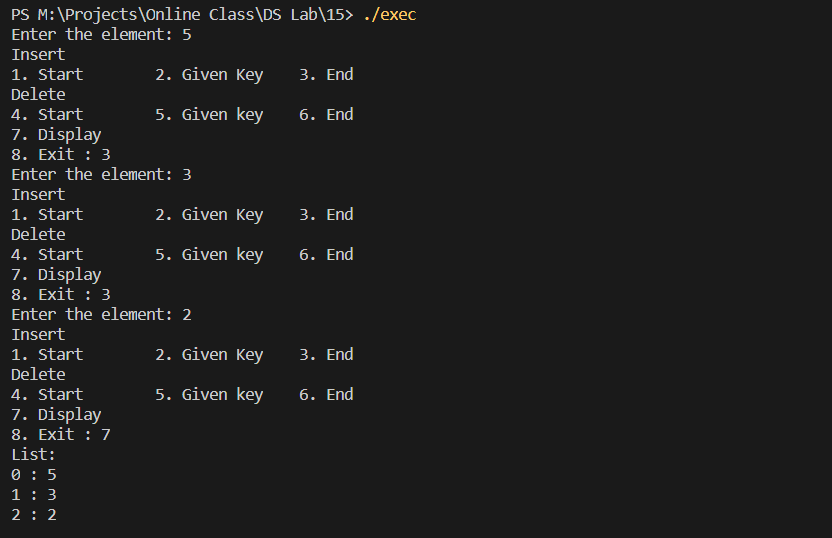 PS M:\Projects\Online Class\DS Lab\15> ./exec
Enter the element: 5
Insert
1. Start        2. Given Key    3. End
Delete
4. Start        5. Given key    6. End
7. Display
8. Exit : 3
Enter the element: 3
Insert
1. Start        2. Given Key    3. End
Delete
4. Start        5. Given key    6. End
7. Display
8. Exit : 3
Enter the element: 2
Insert
1. Start        2. Given Key    3. End
Delete
4. Start        5. Given key    6. End
7. Display
8. Exit : 7
List:
0 : 5
1 : 3
2 : 2